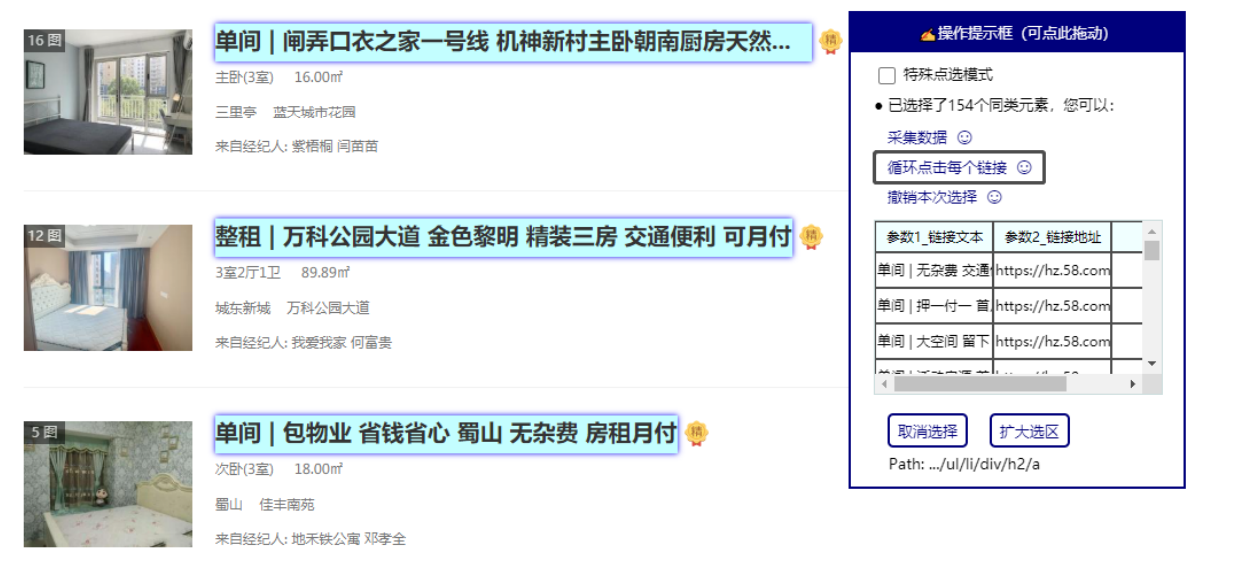 16 图
单间 | 闸弄口衣之家一号线 机神新村主卧朝南厨房天然...
精
主卧(3室) 16.00㎡
三里亭 蓝天城市花园
来自经纪人: 紫梧桐 闫苗苗
12 图
整租 | 万科公园大道 金色黎明 精装三房 交通便利 可月付
精
3室2厅1卫 89.89㎡
城东新城 万科公园大道
来自经纪人: 我爱我家 何富贵
5 图
单间 | 包物业 省钱省心 蜀山 无杂费 房租月付
精
次卧(3室) 18.00㎡
蜀山 佳丰南苑
来自经纪人: 地禾铁公寓 邓孝全
✍操作提示框（可点此拖动）
特殊点选模式
● 已选择了154个同类元素，您可以：
采集数据 ☺
循环点击每个链接 ☺
撤销本次选择 ☺
参数1_链接文本 参数2_链接地址
单间 | 无杂费 交通 https://hz.58.com
单间 | 押一付一 首 https://hz.58.com
单间 | 大空间 留下 https://hz.58.com
取消选择 扩大选区
Path: .../ul/li/div/h2/a